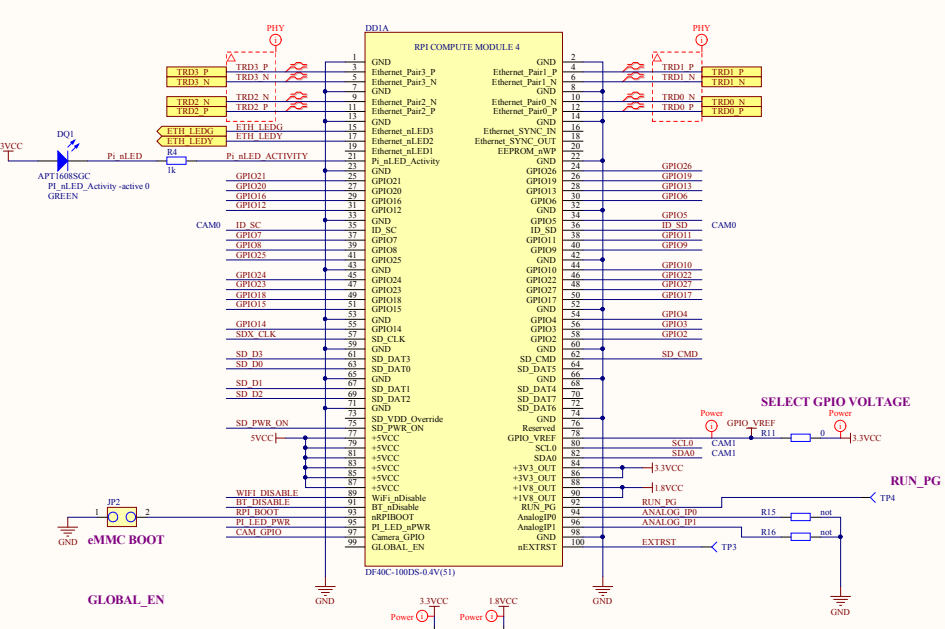 PHY
PHY
DD1A
RPI COMPUTE MODULE 4
1 GND GND 2
TRD3_P TRD3_P 3 Ethernet_Pair3_P Ethernet_Pair1_P 4 TRD1_P TRD1_P
TRD3_N TRD3_N 5 Ethernet_Pair3_N Ethernet_Pair1_N 6 TRD1_N TRD1_N
7 GND GND 8
TRD2_N TRD2_N 9 Ethernet_Pair2_N Ethernet_Pair0_N 10 TRD0_N TRD0_N
TRD2_P TRD2_P 11 Ethernet_Pair2_P Ethernet_Pair0_P 12 TRD0_P TRD0_P
13 GND GND 14
ETH_LEDG ETH_LEDG 15 Ethernet_nLED3 Ethernet_SYNC_IN 16
ETH_LEDY ETH_LEDY 17 Ethernet_nLED2 Ethernet_SYNC_OUT 18
19 Ethernet_nLED1 EEPROM_nWP 20
3VCC DQ1 Pi_nLED R4 Pi_nLED_ACTIVITY 21 Pi_nLED_Activity GND 22
1k 23 GND GPIO26 24 GPIO26
APT1608SGC
PI_nLED_Activity -active 0
GREEN
GPIO21 25 GPIO21 GPIO19 26 GPIO19
GPIO20 27 GPIO20 GPIO13 28 GPIO13
GPIO16 29 GPIO16 GPIO6 30 GPIO6
GPIO12 31 GPIO12 GND 32
33 GND GPIO5 34 GPIO5
CAM0 ID_SC 35 ID_SC ID_SD 36 ID_SD CAM0
GPIO7 37 GPIO7 GPIO11 38 GPIO11
GPIO8 39 GPIO8 GPIO9 40 GPIO9
GPIO25 41 GPIO25 GND 42
43 GND GPIO10 44 GPIO10
GPIO24 45 GPIO24 GPIO22 46 GPIO22
GPIO23 47 GPIO23 GPIO27 48 GPIO27
GPIO18 49 GPIO18 GPIO17 50 GPIO17
GPIO15 51 GPIO15 GND 52
53 GND GPIO4 54 GPIO4
GPIO14 55 GPIO14 GPIO3 56 GPIO3
SDX_CLK 57 SD_CLK GPIO2 58 GPIO2
59 GND GND 60
SD_D3 61 SD_DAT3 SD_CMD 62 SD_CMD
SD_D0 63 SD_DAT0 SD_DAT5 64
65 GND GND 66
SD_D1 67 SD_DAT1 SD_DAT4 68
SD_D2 69 SD_DAT2 SD_DAT7 70
71 GND SD_DAT6 72
73 SD_VDD_Override GND 74
SD_PWR_ON 75 SD_PWR_ON Reserved 76
SELECT GPIO VOLTAGE
Power Power
5VCC 77 +5VCC GPIO_VREF 78 GPIO_VREF R11 0 3.3VCC
79 +5VCC SCL0 80 SCL0 CAM1
81 +5VCC SDA0 82 SDA0 CAM1
83 +5VCC +3V3_OUT 84 3.3VCC
85 +5VCC +3V3_OUT 86
87 +5VCC +1V8_OUT 88 1.8VCC
WIFI_DISABLE 89 WiFi_nDisable +1V8_OUT 90
BT_DISABLE 91 BT_nDisable RUN_PG 92 RUN_PG TP4
RUN_PG
JP2
1 2 RPI_BOOT 93 nRPIBOOT AnalogIP0 94 ANALOG_IP0 R15 not
PI_LED_PWR 95 PI_LED_nPWR AnalogIP1 96 ANALOG_IP1 R16 not
GND eMMC BOOT CAM_GPIO 97 Camera_GPIO GND 98
99 GLOBAL_EN nEXTRST 100 EXTRST TP3
DF40C-100DS-0.4V(51)
GLOBAL_EN
GND
GND
GND
3.3VCC 1.8VCC
Power Power